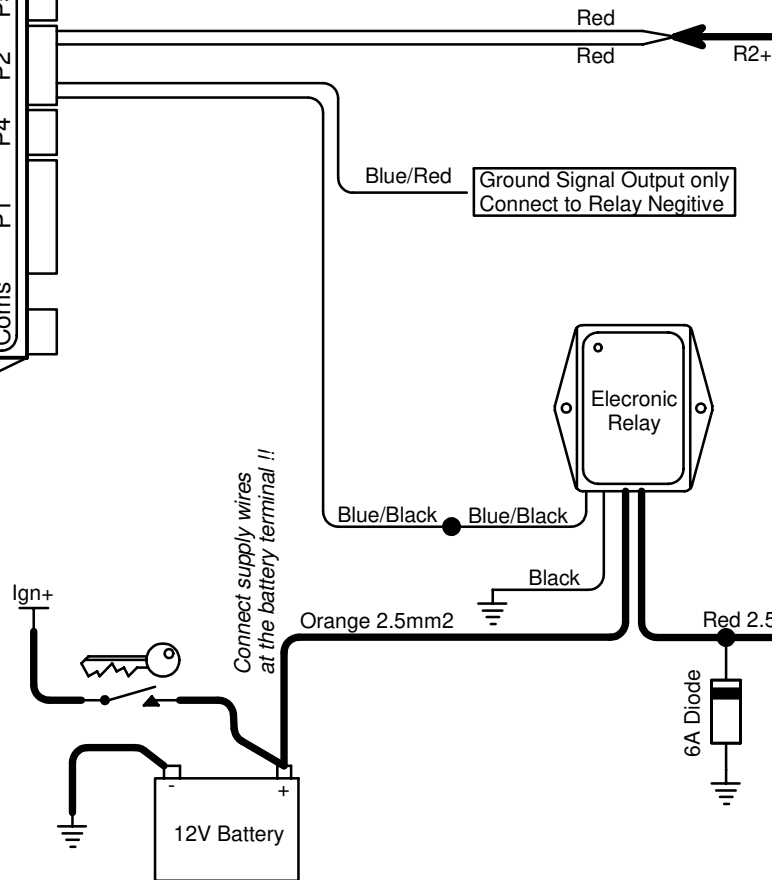 Red
Red
R2+
P2
P4
P1
Coms
Blue/Red
Ground Signal Output only
Connect to Relay Negitive
Elecronic
Relay
Connect supply wires
at the battery terminal !!
Blue/Black
Blue/Black
Black
Ign+
Orange 2.5mm2
Red 2.5
6A Diode
-
+
12V Battery